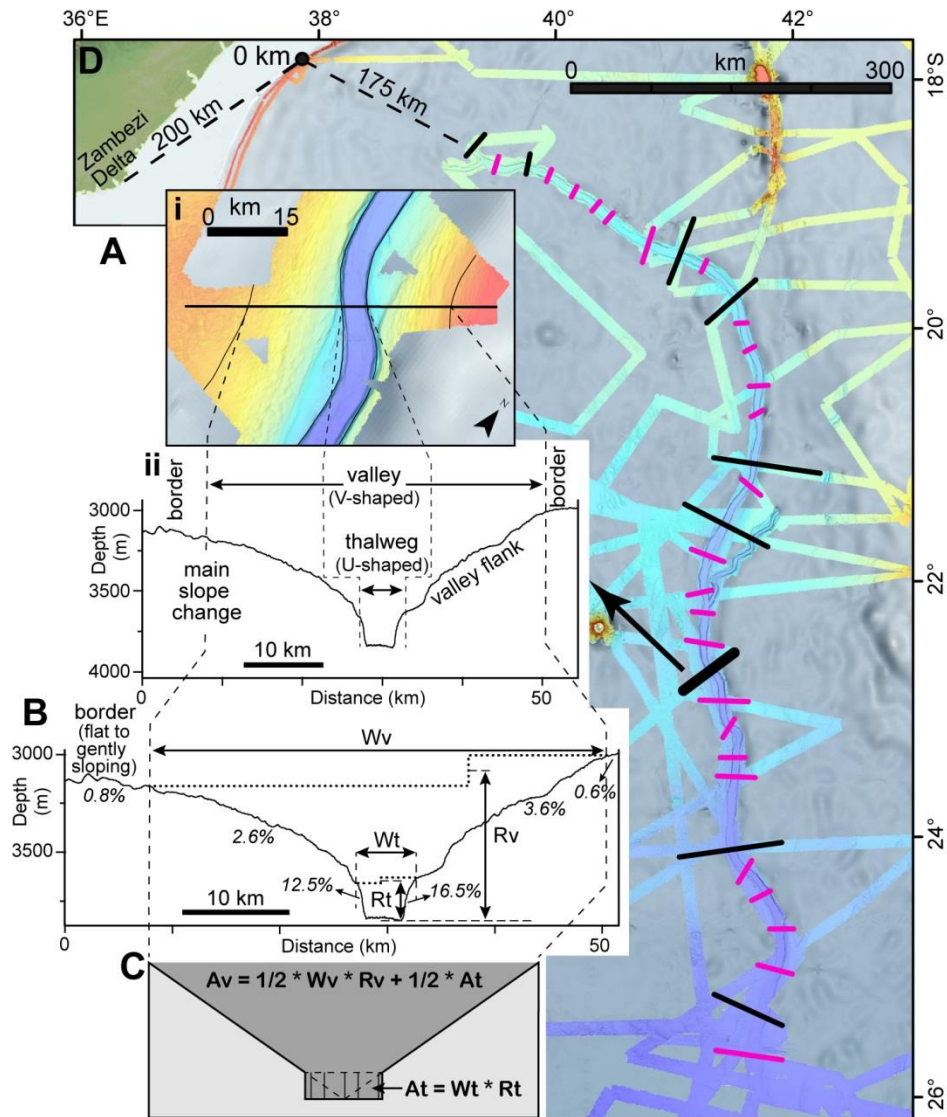 36°E
38°
40°
42°
D
0 km
km
0
300
18°S
175 km
200 km
Zambezi
Delta
A
i
km
0
15
N
20°
ii
border
valley
(V-shaped)
border
3000
Depth
(m)
thalweg
(U-shaped)
valley flank
main
slope
change
3500
10 km
4000
0
Distance (km)
50
22°
B
border
(flat to
gently
sloping)
Wv
3000
Depth
(m)
0.8%
0.6%
2.6%
3.6%
Rv
Wt
3500
12.5%
Rt
16.5%
10 km
0
Distance (km)
50
24°
C
Av = 1/2 * Wv * Rv + 1/2 * At
At = Wt * Rt
26°